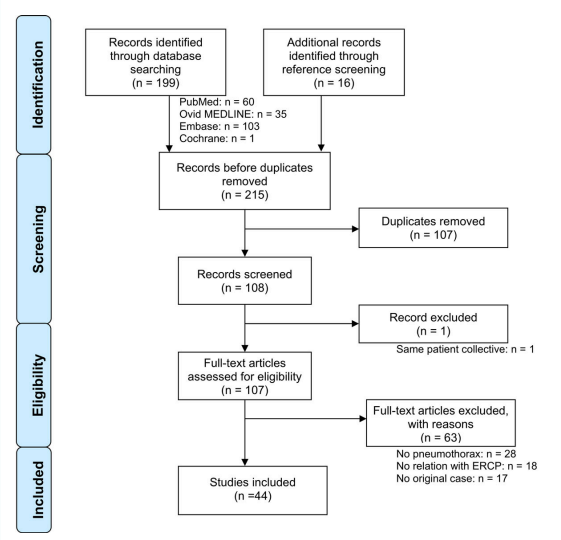 Identification
Records identified
through database
searching
(n = 199)
Additional records
identified through
reference screening
(n = 16)
PubMed: n = 60
Ovid MEDLINE: n = 35
Embase: n = 103
Cochrane: n = 1
Screening
Records before duplicates
removed
(n = 215)
Duplicates removed
(n = 107)
Records screened
(n = 108)
Record excluded
(n = 1)
Same patient collective: n = 1
Eligibility
Full-text articles
assessed for eligibility
(n = 107)
Full-text articles excluded,
with reasons
(n = 63)
No pneumothorax: n = 28
No relation with ERCP: n = 18
No original case: n = 17
Included
Studies included
(n =44)